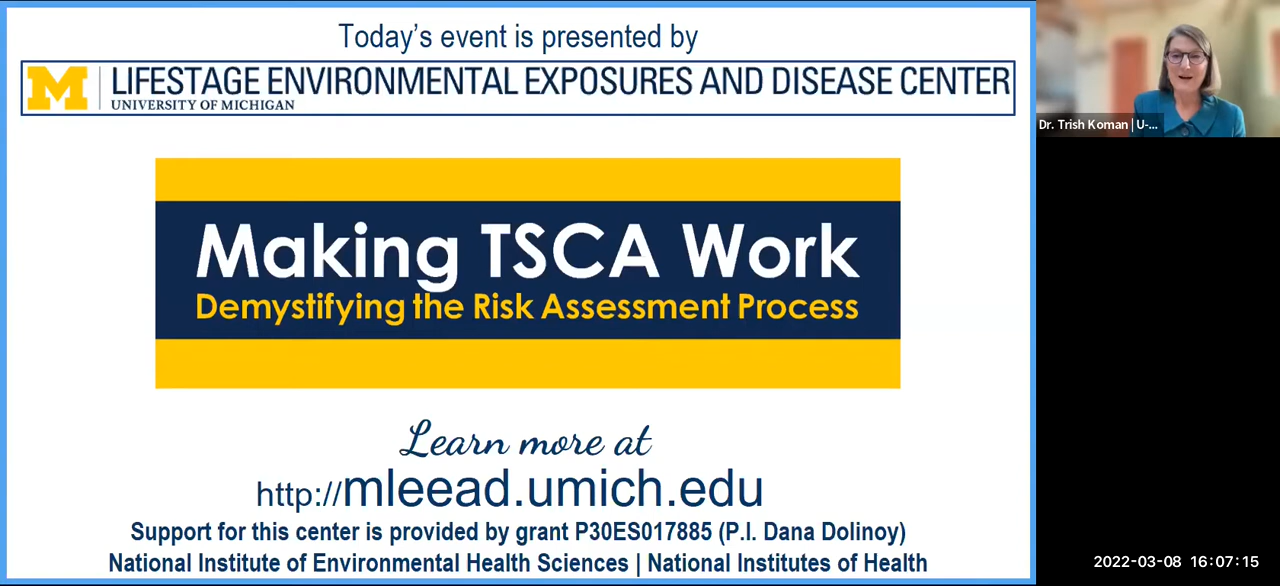 Today's event is presented by
M
LIFESTAGE ENVIRONMENTAL EXPOSURES AND DISEASE CENTER
UNIVERSITY OF MICHIGAN
Making TSCA Work
Demystifying the Risk Assessment Process
Learn more at
http://mleead.umich.edu
Support for this center is provided by grant P30ES017885 (P.I. Dana Dolinoy)
National Institute of Environmental Health Sciences | National Institutes of Health
Dr. Trish Koman | U-...
2022-03-08 16:07:15